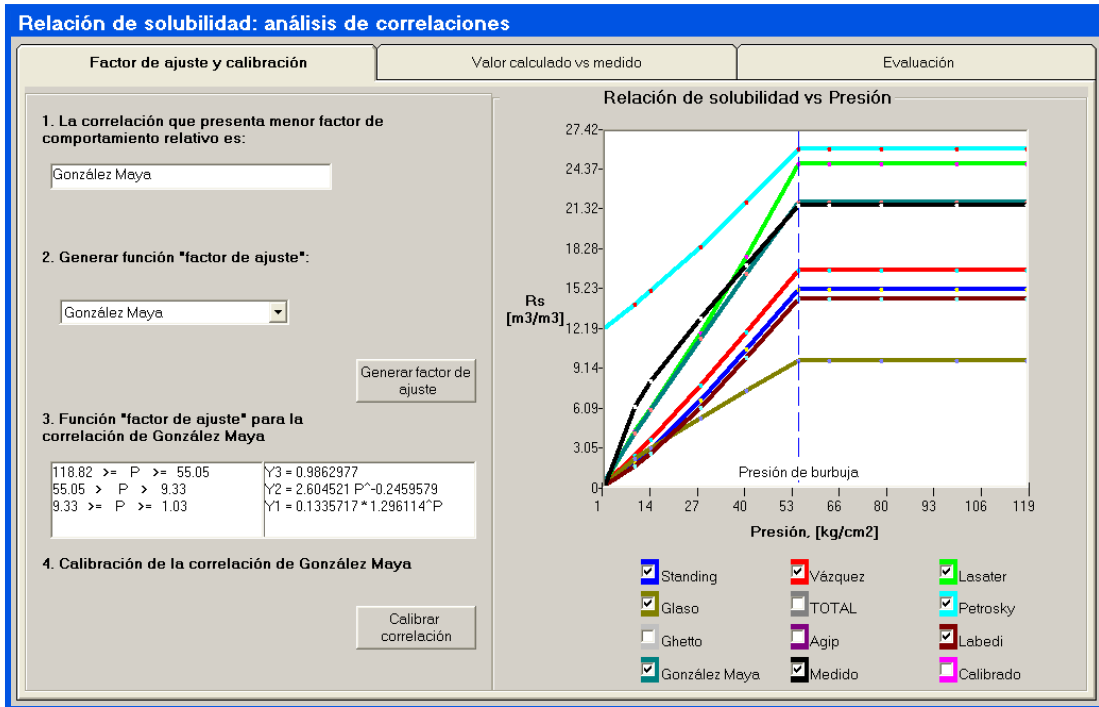 Relación de solubilidad: análisis de correlaciones
Factor de ajuste y calibración
Valor calculado vs medido
Evaluación
1. La correlación que presenta menor factor de
comportamiento relativo es:
González Maya
2. Generar función "factor de ajuste":
González Maya
Generar factor de
ajuste
3. Función "factor de ajuste" para la
correlación de González Maya
118.82 >= P >= 55.05
55.05 > P > 9.33
9.33 >= P >= 1.03
Y3 = 0.9862977
Y2 = 2.604521 P^-0.2459579
Y1 = 0.1335717 * 1.296114^P
4. Calibración de la correlación de González Maya
Calibrar
correlación
Relación de solubilidad vs Presión
27.42
24.37
21.32
18.28
15.23
12.19
9.14
6.09
3.05
0
Rs
[m3/m3]
Presión de burbuja
1 14 27 40 53 66 80 93 106 119
Presión, [kg/cm2]
Standing
Vázquez
Lasater
Glaso
TOTAL
Petrosky
Ghetto
Agip
Labedi
González Maya
Medido
Calibrado